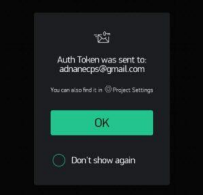 Auth Token was sent to:
adnanecps@gmail.com
You can also find it in Project Settings
OK
Don't show again